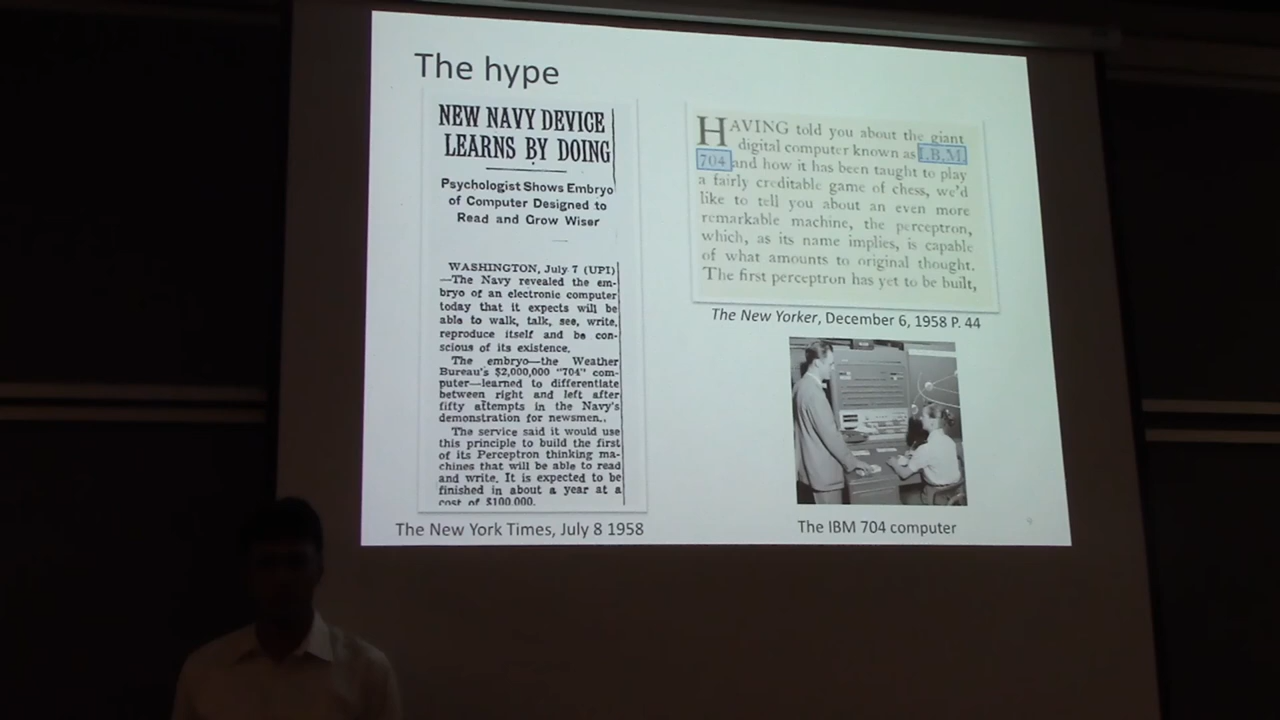 The hype
NEW NAVY DEVICE
LEARNS BY DOING
Psychologist Shows Embryo
of Computer Designed to
Read and Grow Wiser
WASHINGTON, July 7 (UPI)
—The Navy revealed the em-
bryo of an electronic computer
today that it expects will be
able to walk, talk, see, write,
reproduce itself and be con-
scious of its existence.
The embryo—the Weather
Bureau's $2,000,000 "704" com-
puter—learned to differentiate
between right and left after
fifty attempts in the Navy's
demonstration for newsmen.
The service said it would use
this principle to build the first
of its Perceptron thinking ma-
chines that will be able to read
and write. It is expected to be
finished in about a year at a
cost of $100,000.
The New York Times, July 8 1958
HAVING told you about the giant
digital computer known as I.B.M.
704 and how it has been taught to play
a fairly creditable game of chess, we'd
like to tell you about an even more
remarkable machine, the perceptron,
which, as its name implies, is capable
of what amounts to original thought.
The first perceptron has yet to be built,
The New Yorker, December 6, 1958 P. 44
The IBM 704 computer
9